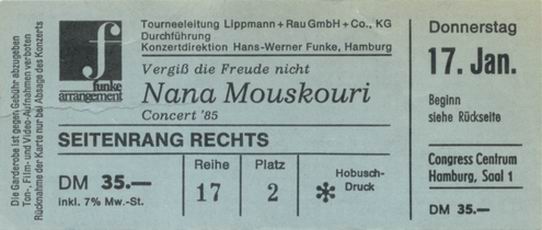 Die Garderobe ist gegen Gebühr abzugeben
Ton-, Film- und Video-Aufnahmen verboten
Rücknahme der Karte nur bei Absage des Konzerts
f
funke
arrangement
Tourneeleitung Lippmann + Rau GmbH + Co., KG
Durchführung
Konzertdirektion Hans-Werner Funke, Hamburg
Vergiß die Freude nicht
Nana Mouskouri
Concert '85
SEITENRANG RECHTS
DM 35.—
inkl. 7% Mw.-St.
Reihe
17
Platz
2
Hobusch-
Druck
Donnerstag
17. Jan.
Beginn
siehe Rückseite
Congress Centrum
Hamburg, Saal 1
DM 35.—